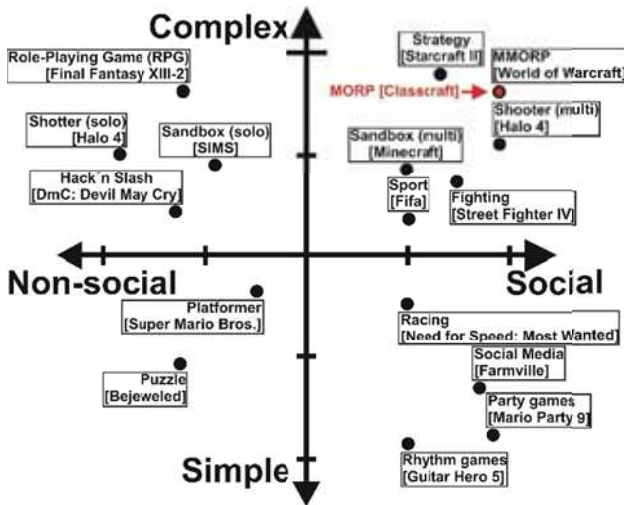 Complex
Strategy
[Starcraft II]
MMORP
[World of Warcraft]
Role-Playing Game (RPG)
[Final Fantasy XIII-2]
MORP [Classcraft]
Shooter (multi)
[Halo 4]
Shotter (solo)
[Halo 4]
Sandbox (solo)
[SIMS]
Sandbox (multi)
[Minecraft]
Hack´n Slash
[DmC: Devil May Cry]
Sport
[Fifa]
Fighting
[Street Fighter IV]
Non-social
Social
Platformer
[Super Mario Bros.]
Racing
[Need for Speed: Most Wanted]
Social Media
[Farmville]
Puzzle
[Bejeweled]
Party games
[Mario Party 9]
Simple
Rhythm games
[Guitar Hero 5]